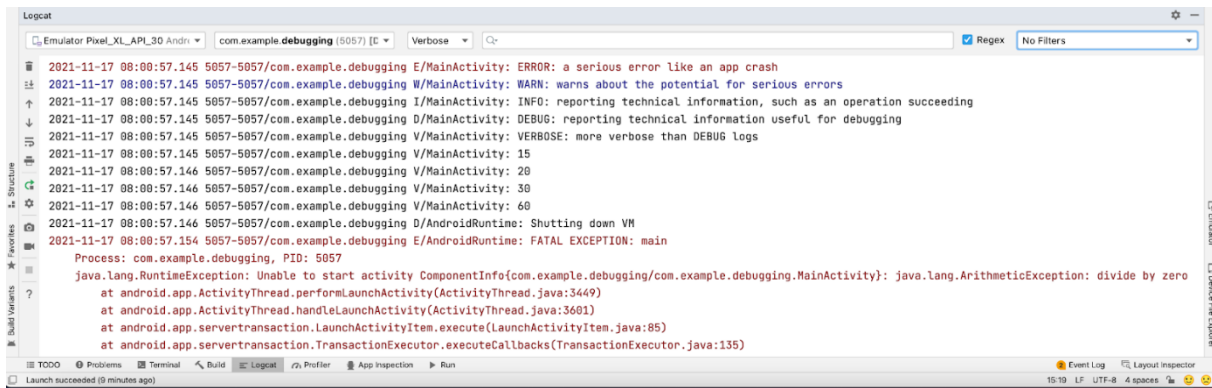 Logcat
Emulator Pixel_XL_API_30 Andr com.example.debugging (5057) [D Verbose Regex No Filters
2021-11-17 08:00:57.145 5057-5057/com.example.debugging E/MainActivity: ERROR: a serious error like an app crash
2021-11-17 08:00:57.145 5057-5057/com.example.debugging W/MainActivity: WARN: warns about the potential for serious errors
2021-11-17 08:00:57.145 5057-5057/com.example.debugging I/MainActivity: INFO: reporting technical information, such as an operation succeeding
2021-11-17 08:00:57.145 5057-5057/com.example.debugging D/MainActivity: DEBUG: reporting technical information useful for debugging
2021-11-17 08:00:57.145 5057-5057/com.example.debugging V/MainActivity: VERBOSE: more verbose than DEBUG logs
2021-11-17 08:00:57.145 5057-5057/com.example.debugging V/MainActivity: 15
2021-11-17 08:00:57.146 5057-5057/com.example.debugging V/MainActivity: 20
2021-11-17 08:00:57.146 5057-5057/com.example.debugging V/MainActivity: 30
2021-11-17 08:00:57.146 5057-5057/com.example.debugging V/MainActivity: 60
2021-11-17 08:00:57.146 5057-5057/com.example.debugging D/AndroidRuntime: Shutting down VM
2021-11-17 08:00:57.154 5057-5057/com.example.debugging E/AndroidRuntime: FATAL EXCEPTION: main
Process: com.example.debugging, PID: 5057
java.lang.RuntimeException: Unable to start activity ComponentInfo{com.example.debugging/com.example.debugging.MainActivity}: java.lang.ArithmeticException: divide by zero
at android.app.ActivityThread.performLaunchActivity(ActivityThread.java:3449)
at android.app.ActivityThread.handleLaunchActivity(ActivityThread.java:3601)
at android.app.servertransaction.LaunchActivityItem.execute(LaunchActivityItem.java:85)
at android.app.servertransaction.TransactionExecutor.executeCallbacks(TransactionExecutor.java:135)
Structure
Favorites
Build Variants
Emulator
Device File Explorer
TODO Problems Terminal Build Logcat Profiler App Inspection Run 2 Event Log Layout Inspector
Launch succeeded (9 minutes ago) 15:19 LF UTF-8 4 spaces